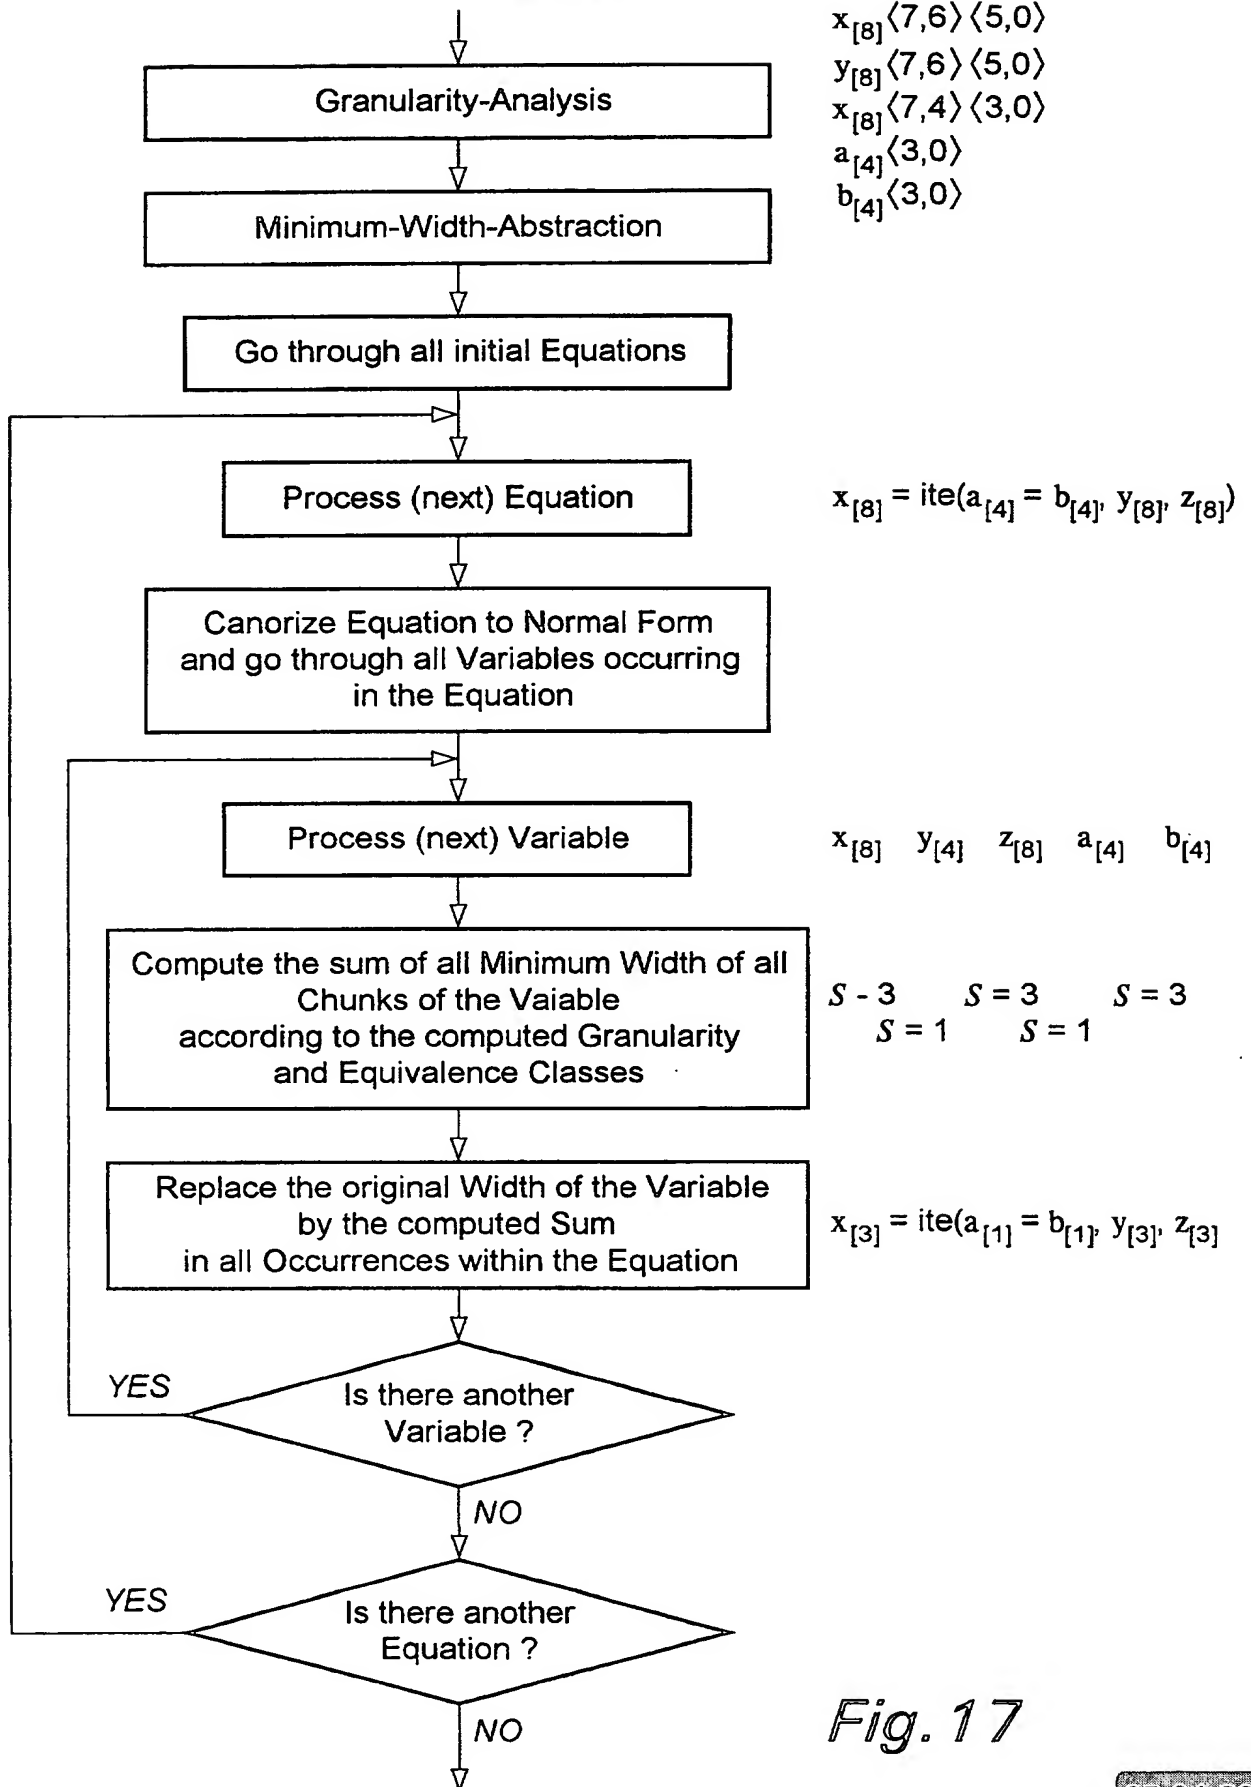 x[8]⟨7,6⟩⟨5,0⟩
y[8]⟨7,6⟩⟨5,0⟩
Granularity-Analysis
x[8]⟨7,4⟩⟨3,0⟩
a[4]⟨3,0⟩
b[4]⟨3,0⟩
Minimum-Width-Abstraction
Go through all initial Equations
Process (next) Equation
x[8] = ite(a[4] = b[4], y[8], z[8])
Canorize Equation to Normal Form
and go through all Variables occurring
in the Equation
Process (next) Variable
x[8] y[4] z[8] a[4] b[4]
Compute the sum of all Minimum Width of all
Chunks of the Vaiable
according to the computed Granularity
and Equivalence Classes
S - 3 S = 3 S = 3
S = 1 S = 1
Replace the original Width of the Variable
by the computed Sum
in all Occurrences within the Equation
x[3] = ite(a[1] = b[1], y[3], z[3]
YES
Is there another
Variable ?
NO
YES
Is there another
Equation ?
NO
Fig. 17